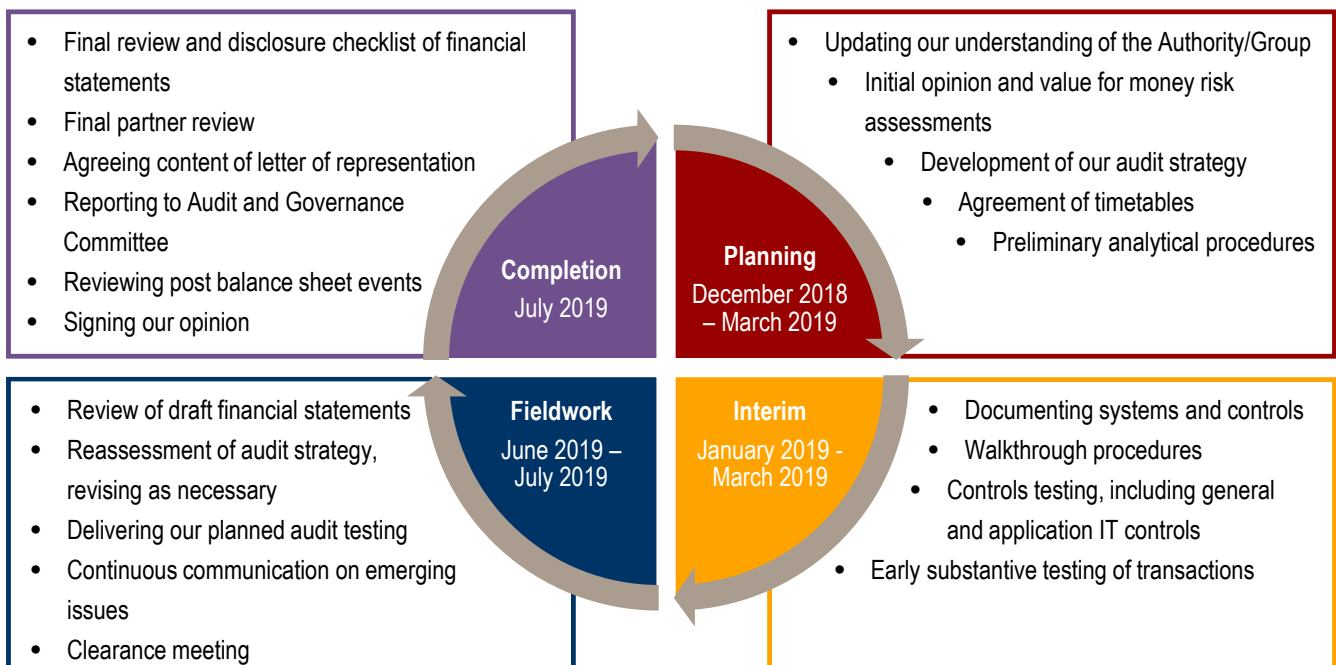 • Final review and disclosure checklist of financial
statements
• Final partner review
• Agreeing content of letter of representation
• Reporting to Audit and Governance
Committee
• Reviewing post balance sheet events
• Signing our opinion
Completion
July 2019
• Updating our understanding of the Authority/Group
• Initial opinion and value for money risk
assessments
• Development of our audit strategy
• Agreement of timetables
• Preliminary analytical procedures
Planning
December 2018
– March 2019
• Review of draft financial statements
• Reassessment of audit strategy,
revising as necessary
• Delivering our planned audit testing
• Continuous communication on emerging
issues
• Clearance meeting
Fieldwork
June 2019 –
July 2019
Interim
January 2019 -
March 2019
• Documenting systems and controls
• Walkthrough procedures
• Controls testing, including general
and application IT controls
• Early substantive testing of transactions